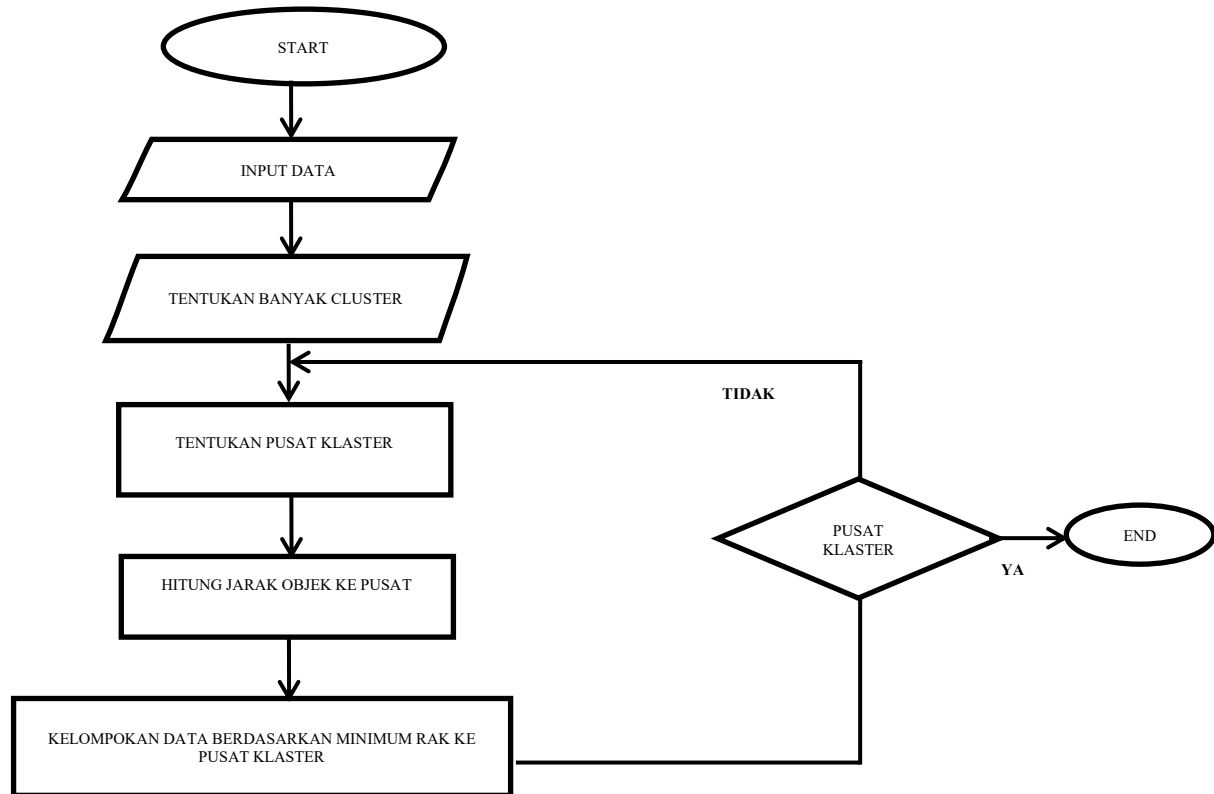 START
INPUT DATA
TENTUKAN BANYAK CLUSTER
TIDAK
TENTUKAN PUSAT KLASTER
PUSAT
KLASTER
END
YA
HITUNG JARAK OBJEK KE PUSAT
KELOMPOKAN DATA BERDASARKAN MINIMUM RAK KE
PUSAT KLASTER